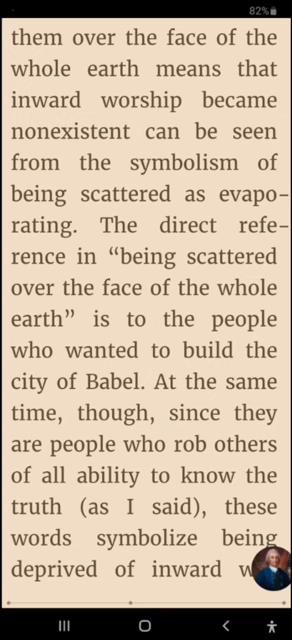 82%
them over the face of the
whole earth means that
inward worship became
nonexistent can be seen
from the symbolism of
being scattered as evapo-
rating. The direct refe-
rence in “being scattered
over the face of the whole
earth” is to the people
who wanted to build the
city of Babel. At the same
time, though, since they
are people who rob others
of all ability to know the
truth (as I said), these
words symbolize being
deprived of inward